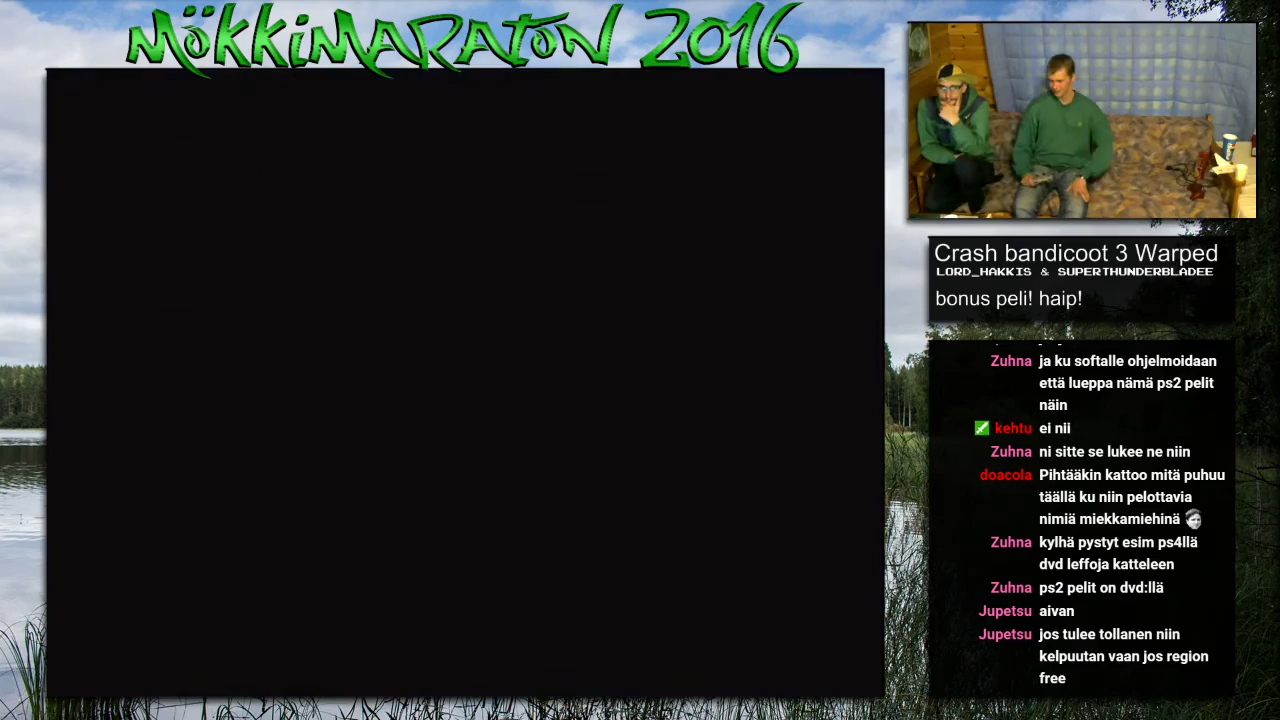 MökkiMARAtoN 2016
Crash bandicoot 3 Warped
LORD_HAKKIS & SUPERTHUNDERBLADEE
bonus peli! haip!
Zuhna ja ku softalle ohjelmoidaan
että lueppa nämä ps2 pelit
näin
kehtu ei nii
Zuhna ni sitte se lukee ne niin
doacola Pihtääkin kattoo mitä puhuu
täällä ku niin pelottavia
nimiä miekkamiehinä
Zuhna kylhä pystyt esim ps4llä
dvd leffoja katteleen
Zuhna ps2 pelit on dvd:llä
Jupetsu aivan
Jupetsu jos tulee tollanen niin
kelpuutan vaan jos region
free